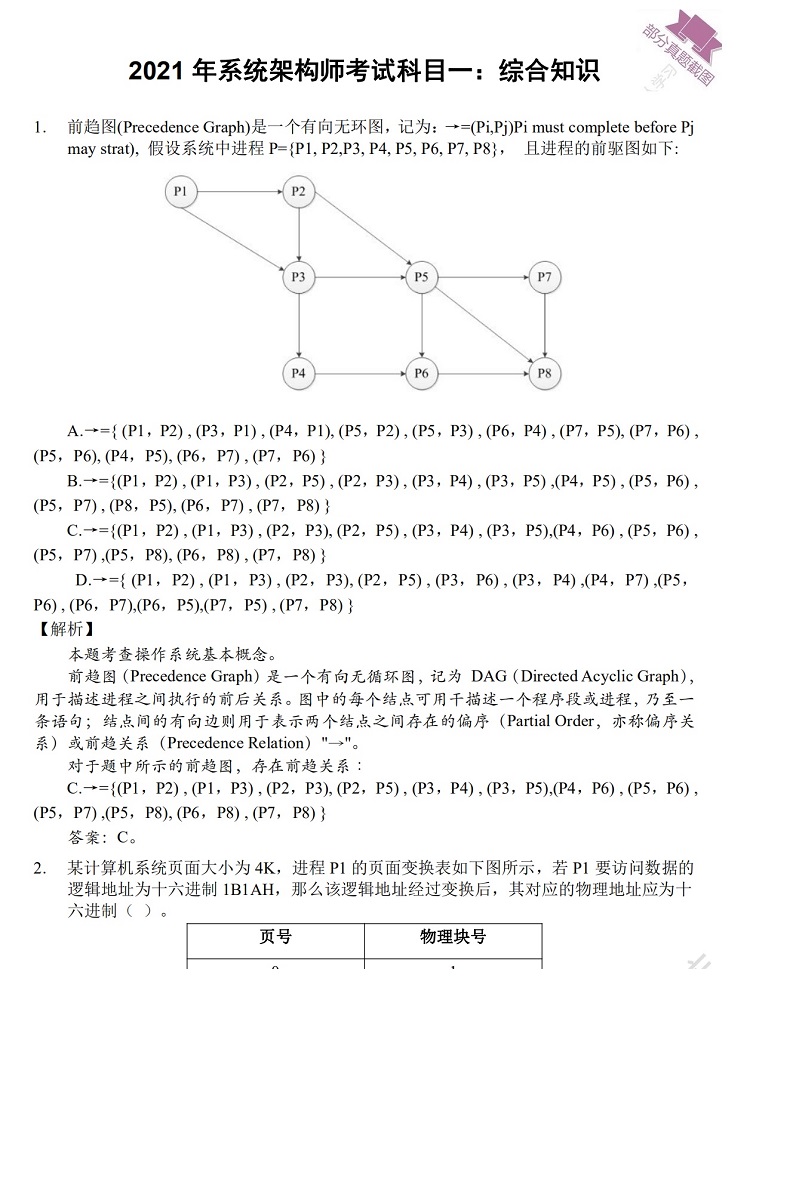 部分真题截图
2021 年系统架构师考试科目一：综合知识
1. 前趋图(Precedence Graph)是一个有向无环图，记为：→=(Pi,Pj)Pi must complete before Pj
may strat), 假设系统中进程 P={P1, P2,P3, P4, P5, P6, P7, P8}， 且进程的前驱图如下:
P1 P2
P3 P5 P7
P4 P6 P8
A.→={ (P1，P2) , (P3，P1) , (P4，P1), (P5，P2) , (P5，P3) , (P6，P4) , (P7，P5), (P7，P6) ,
(P5，P6), (P4，P5), (P6，P7) , (P7，P6) }
B.→={(P1，P2) , (P1，P3) , (P2，P5) , (P2，P3) , (P3，P4) , (P3，P5) ,(P4，P5) , (P5，P6) ,
(P5，P7) , (P8，P5), (P6，P7) , (P7，P8) }
C.→={(P1，P2) , (P1，P3) , (P2，P3), (P2，P5) , (P3，P4) , (P3，P5),(P4，P6) , (P5，P6) ,
(P5，P7) ,(P5，P8), (P6，P8) , (P7，P8) }
D.→={ (P1，P2) , (P1，P3) , (P2，P3), (P2，P5) , (P3，P6) , (P3，P4) ,(P4，P7) ,(P5，
P6) , (P6，P7),(P6，P5),(P7，P5) , (P7，P8) }
【解析】
本题考查操作系统基本概念。
前趋图（Precedence Graph）是一个有向无循环图，记为 DAG（Directed Acyclic Graph），
用于描述进程之间执行的前后关系。图中的每个结点可用干描述一个程序段或进程，乃至一
条语句；结点间的有向边则用于表示两个结点之间存在的偏序（Partial Order，亦称偏序关
系）或前趋关系（Precedence Relation）"→"。
对于题中所示的前趋图，存在前趋关系：
C.→={(P1，P2) , (P1，P3) , (P2，P3), (P2，P5) , (P3，P4) , (P3，P5),(P4，P6) , (P5，P6) ,
(P5，P7) ,(P5，P8), (P6，P8) , (P7，P8) }
答案：C。
2. 某计算机系统页面大小为 4K，进程 P1 的页面变换表如下图所示，若 P1 要访问数据的
逻辑地址为十六进制 1B1AH，那么该逻辑地址经过变换后，其对应的物理地址应为十
六进制（ ）。
页号 物理块号